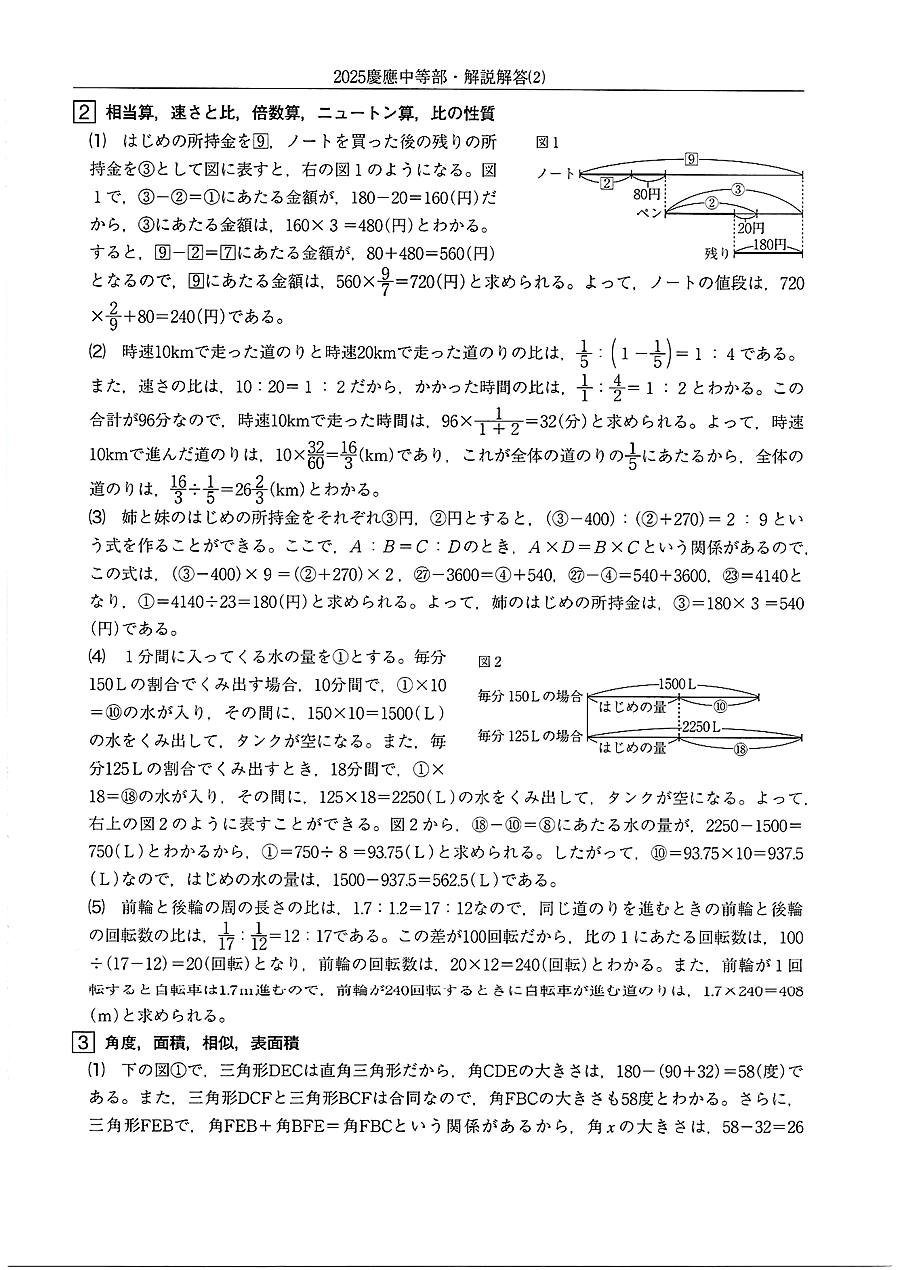 2025慶應中等部・解説解答(2)
2 相当算，速さと比，倍数算，ニュートン算，比の性質
(1) はじめの所持金を⑨，ノートを買った後の残りの所
持金を③として図に表すと，右の図1のようになる。図
1で，③−②=①にあたる金額が，180−20=160(円)だ
から，③にあたる金額は，160×3=480(円)とわかる。
すると，⑨−②=⑦にあたる金額が，80+480=560(円)
となるので，⑨にあたる金額は，560×9/7=720(円)と求められる。よって，ノートの値段は，720
×2/9+80=240(円)である。
図1
ノート
9
2
80円
ペン
③
②
20円
残り
180円
(2) 時速10kmで走った道のりと時速20kmで走った道のりの比は，1/5：(1−1/5)=1：4である。
また，速さの比は，10：20=1：2だから，かかった時間の比は，1/1：4/2=1：2とわかる。この
合計が96分なので，時速10kmで走った時間は，96×1/(1+2)=32(分)と求められる。よって，時速
10kmで進んだ道のりは，10×32/60=16/3(km)であり，これが全体の道のりの1/5にあたるから，全体の
道のりは，16/3÷1/5=26 2/3(km)とわかる。
(3) 姉と妹のはじめの所持金をそれぞれ③円，②円とすると，(③−400)：(②+270)=2：9とい
う式を作ることができる。ここで，A：B=C：Dのとき，A×D=B×Cという関係があるので，
この式は，(③−400)×9=(②+270)×2，㉗−3600=④+540，㉗−④=540+3600，㉓=4140と
なり，①=4140÷23=180(円)と求められる。よって，姉のはじめの所持金は，③=180×3=540
(円)である。
(4) 1分間に入ってくる水の量を①とする。毎分
150Lの割合でくみ出す場合，10分間で，①×10
=⑩の水が入り，その間に，150×10=1500(L)
の水をくみ出して，タンクが空になる。また，毎
分125Lの割合でくみ出すとき，18分間で，①×
18=⑱の水が入り，その間に，125×18=2250(L)の水をくみ出して，タンクが空になる。よって，
右上の図2のように表すことができる。図2から，⑱−⑩=⑧にあたる水の量が，2250−1500=
750(L)とわかるから，①=750÷8=93.75(L)と求められる。したがって，⑩=93.75×10=937.5
(L)なので，はじめの水の量は，1500−937.5=562.5(L)である。
図2
毎分150Lの場合
1500L
はじめの量
⑩
毎分125Lの場合
2250L
はじめの量
⑱
(5) 前輪と後輪の周の長さの比は，1.7：1.2=17：12なので，同じ道のりを進むときの前輪と後輪
の回転数の比は，1/17：1/12=12：17である。この差が100回転だから，比の1にあたる回転数は，100
÷(17−12)=20(回転)となり，前輪の回転数は，20×12=240(回転)とわかる。また，前輪が1回
転すると自転車は1.7m進むので，前輪が240回転するときに自転車が進む道のりは，1.7×240=408
(m)と求められる。
3 角度，面積，相似，表面積
(1) 下の図①で，三角形DECは直角三角形だから，角CDEの大きさは，180−(90+32)=58(度)で
ある。また，三角形DCFと三角形BCFは合同なので，角FBCの大きさも58度とわかる。さらに，
三角形FEBで，角FEB+角BFE=角FBCという関係があるから，角xの大きさは，58−32=26